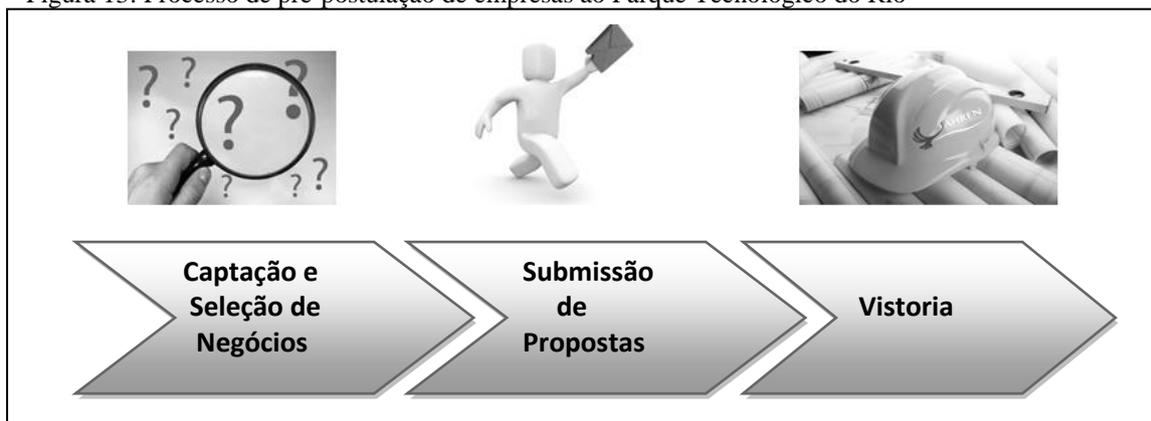 Figura 13: Processo de pré-postulação de empresas ao Parque Tecnológico do Rio
? ? ? ? ? ? ? ?
Captação e
Seleção de
Negócios
Submissão
de
Propostas
Vistoria